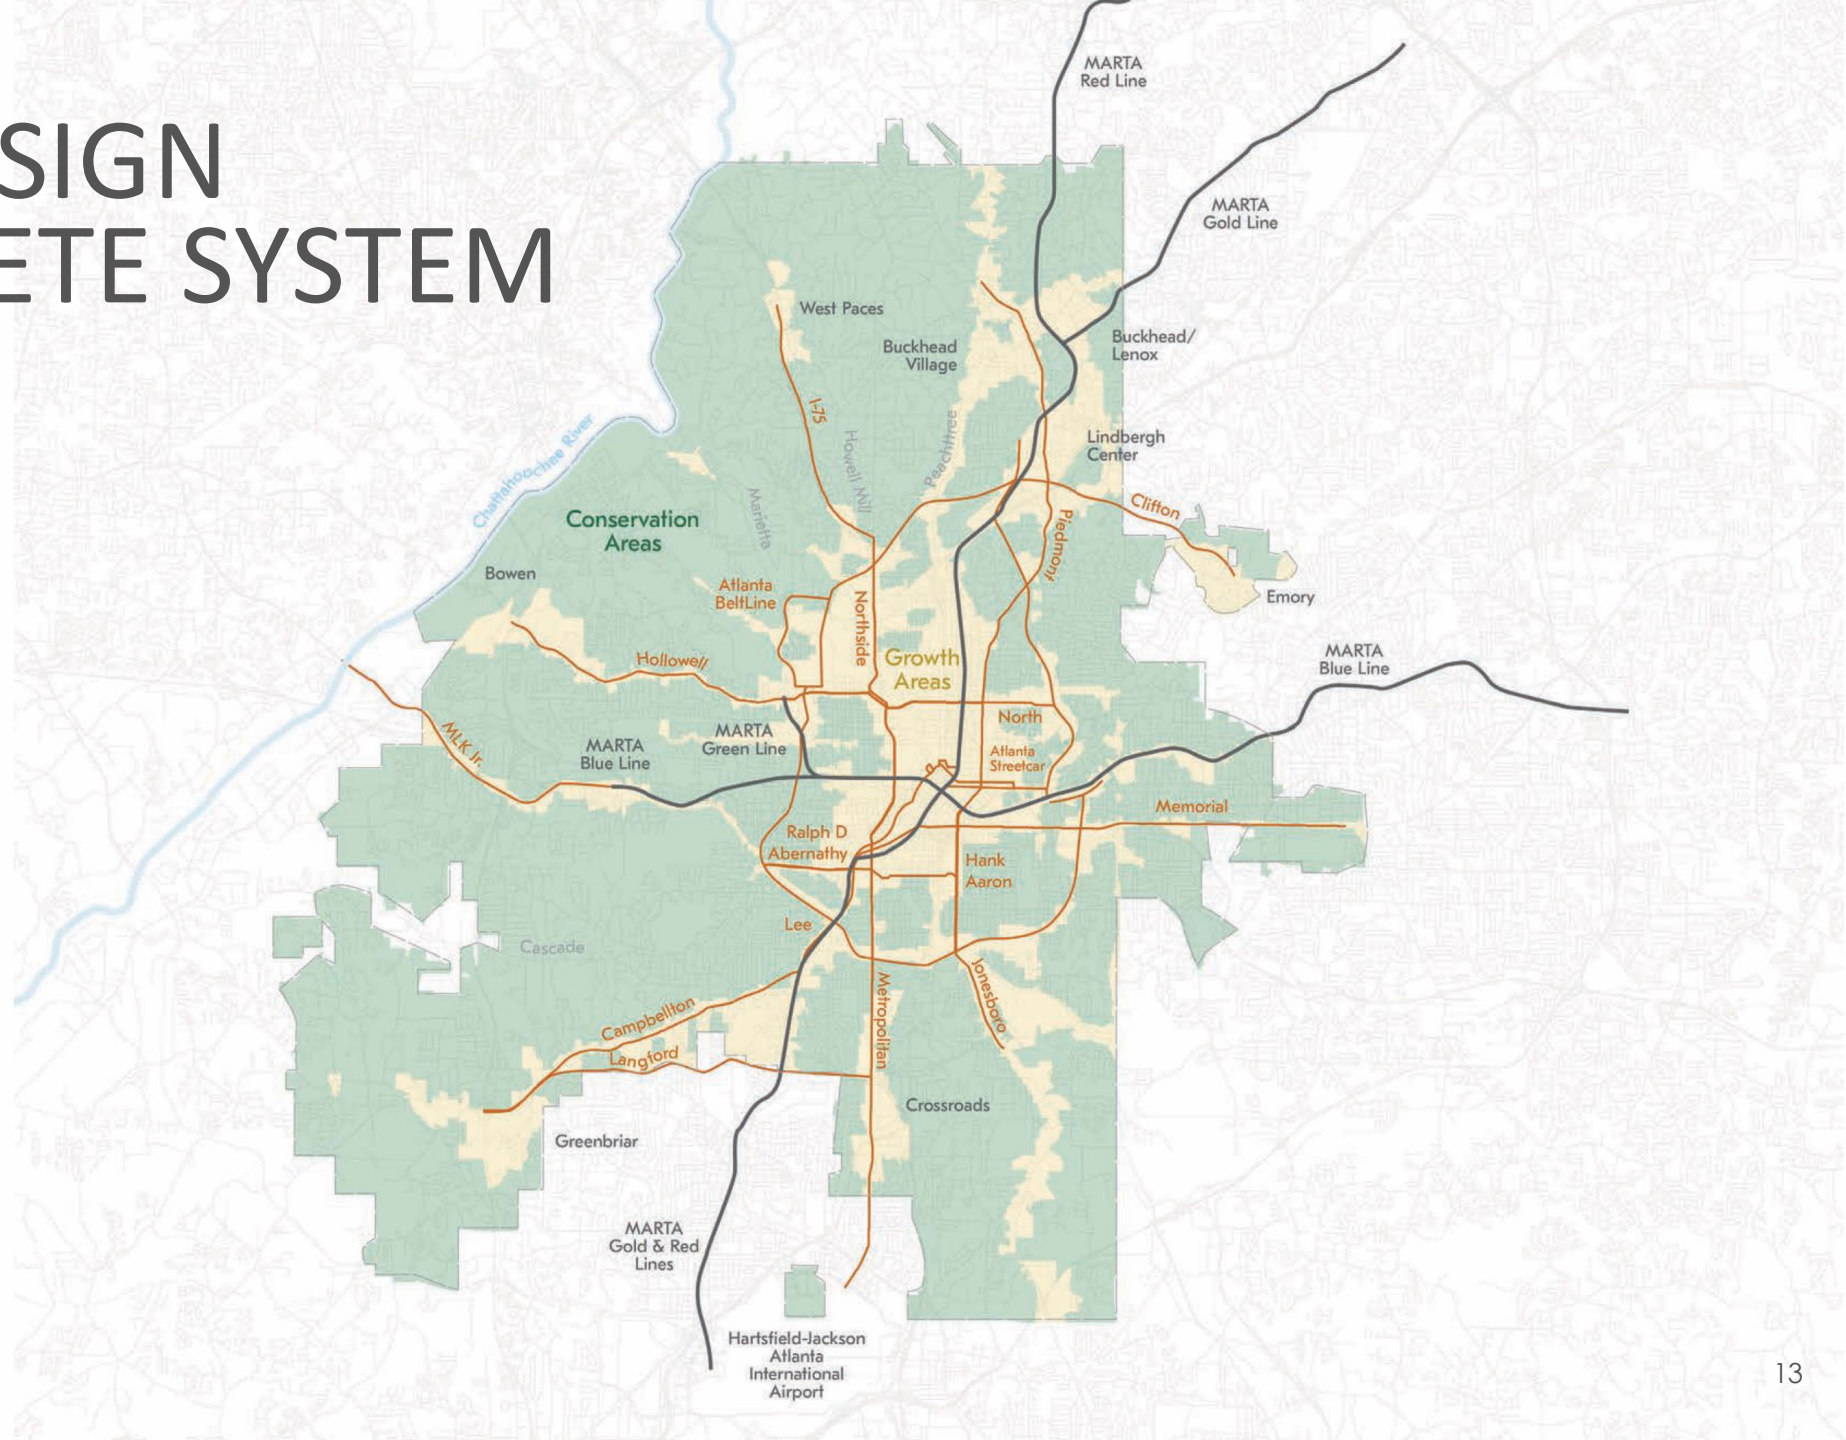 SIGN
ETE SYSTEM
MARTA
Red Line
MARTA
Gold Line
West Paces
Buckhead
Village
Buckhead/
Lenox
I-75
Howell Mill
Peachtree
Lindbergh
Center
Chattahoochee River
Marietta
Conservation
Areas
Clifton
Piedmont
Bowen
Atlanta
BeltLine
Northside
Emory
Hollowell
Growth
Areas
MARTA
Blue Line
North
MLK Jr.
MARTA
Blue Line
MARTA
Green Line
Atlanta
Streetcar
Memorial
Ralph D
Abernathy
Hank
Aaron
Lee
Cascade
Jonesboro
Metropolitan
Campbellton
Langford
Crossroads
Greenbriar
MARTA
Gold & Red
Lines
Hartsfield-Jackson
Atlanta
International
Airport
13